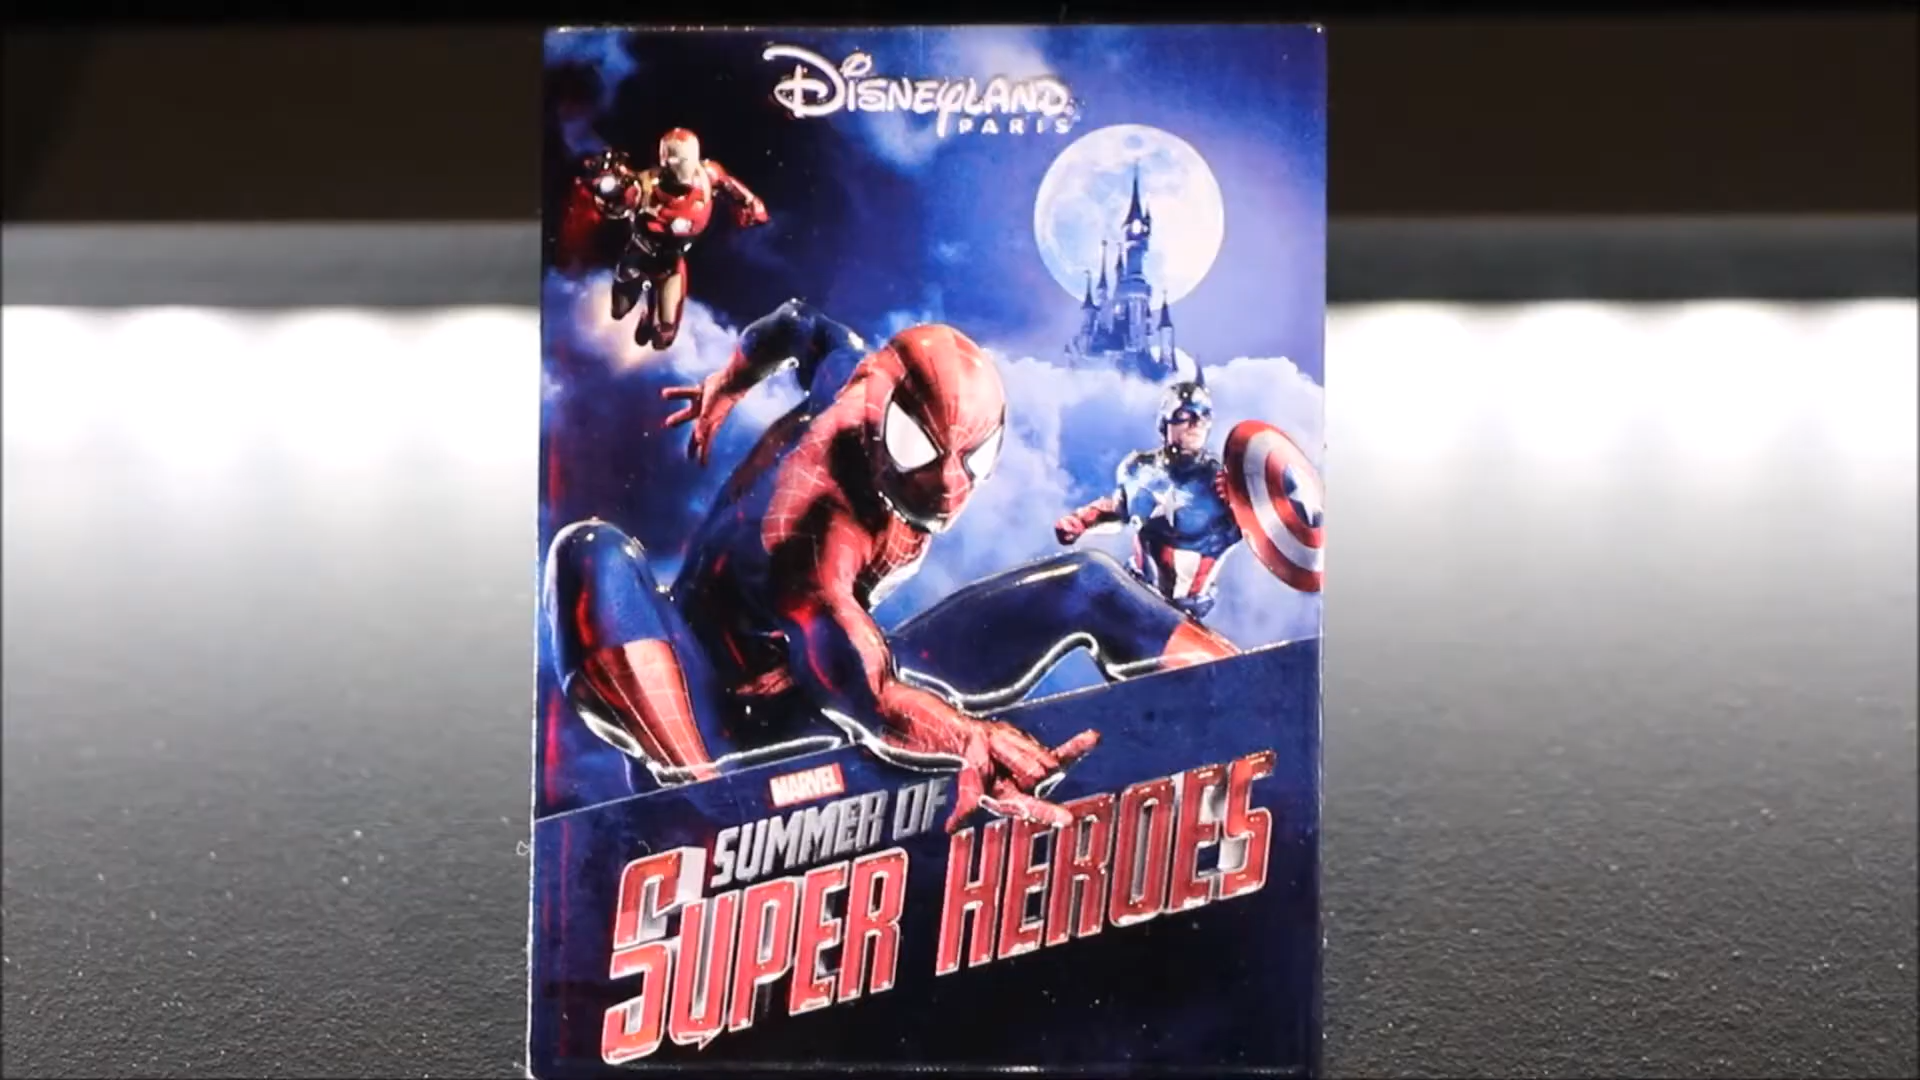 DISNEYLAND
PARIS
MARVEL
SUMMER OF
SUPER HEROES